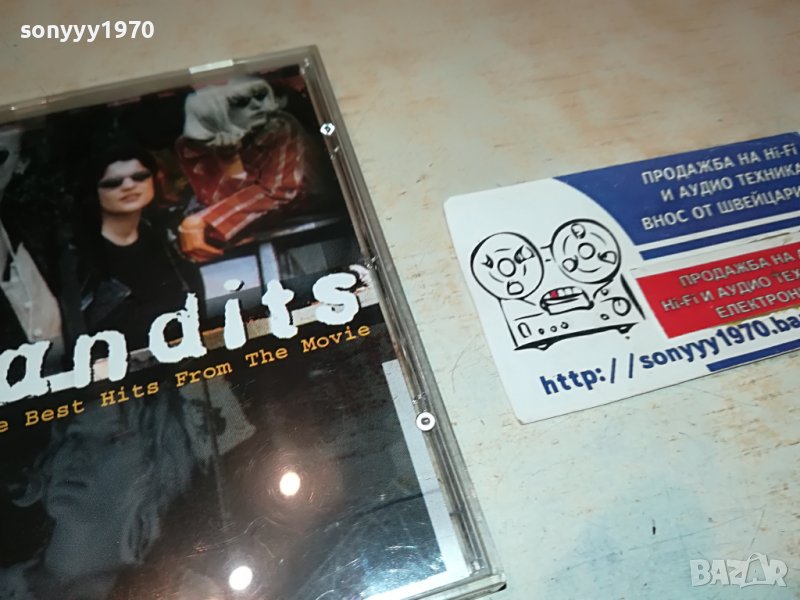 sonyyy1970
andits
Best Hits From The Movie
ПРОДАЖБА НА Hi-Fi
И АУДИО ТЕХНИКА
ВНОС ОТ ШВЕЙЦАРИ
ПРОДАЖБА НА
Hi-Fi И АУДИО ТЕХ
ЕЛЕКТРОН
http://sonyyy1970.ba
BAZAR